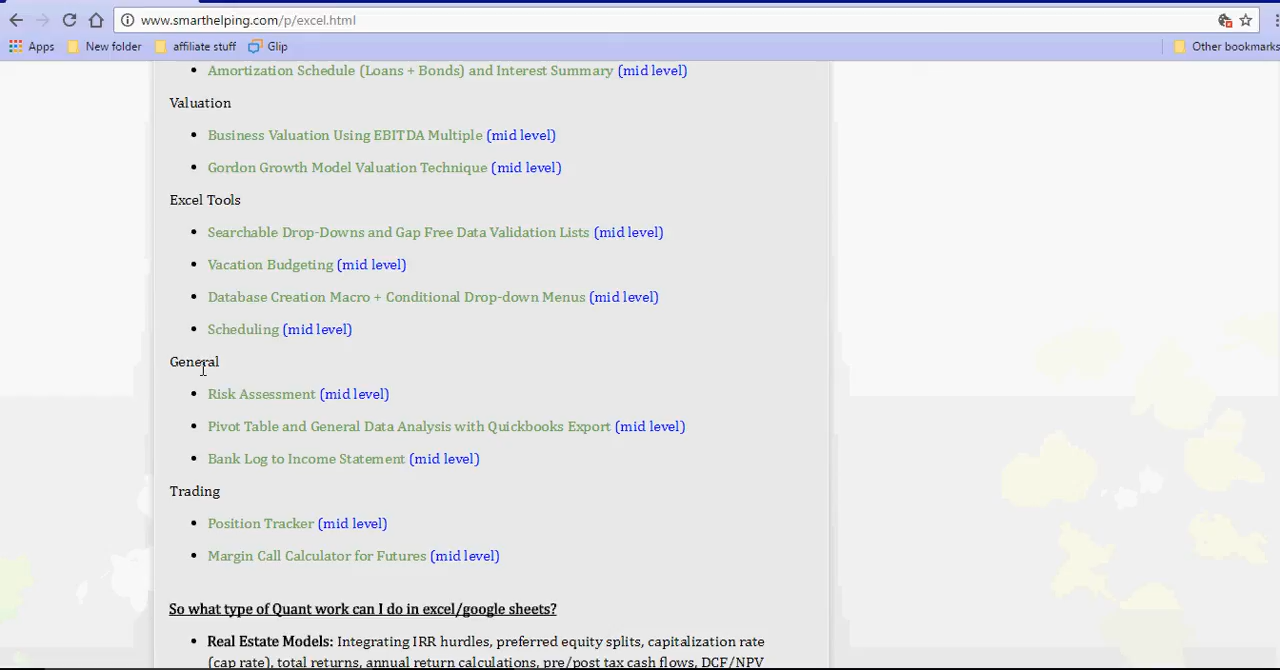 www.smarthelping.com/p/excel.html
Apps New folder affiliate stuff Glip Other bookmarks
Amortization Schedule (Loans + Bonds) and Interest Summary (mid level)
Valuation
Business Valuation Using EBITDA Multiple (mid level)
Gordon Growth Model Valuation Technique (mid level)
Excel Tools
Searchable Drop-Downs and Gap Free Data Validation Lists (mid level)
Vacation Budgeting (mid level)
Database Creation Macro + Conditional Drop-down Menus (mid level)
Scheduling (mid level)
General
Risk Assessment (mid level)
Pivot Table and General Data Analysis with Quickbooks Export (mid level)
Bank Log to Income Statement (mid level)
Trading
Position Tracker (mid level)
Margin Call Calculator for Futures (mid level)
So what type of Quant work can I do in excel/google sheets?
Real Estate Models: Integrating IRR hurdles, preferred equity splits, capitalization rate
(cap rate), total returns, annual return calculations, pre/post tax cash flows, DCF/NPV